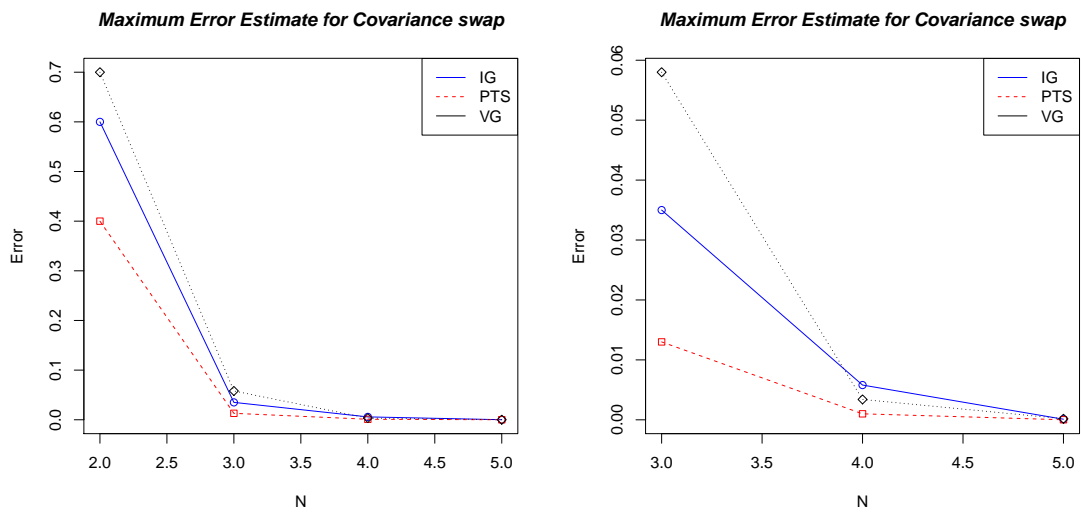 Maximum Error Estimate for Covariance swap
Error
0.7
0.6
0.5
0.4
0.3
0.2
0.1
0.0
IG
PTS
VG
2.0 2.5 3.0 3.5 4.0 4.5 5.0
N
Maximum Error Estimate for Covariance swap
Error
0.06
0.05
0.04
0.03
0.02
0.01
0.00
IG
PTS
VG
3.0 3.5 4.0 4.5 5.0
N